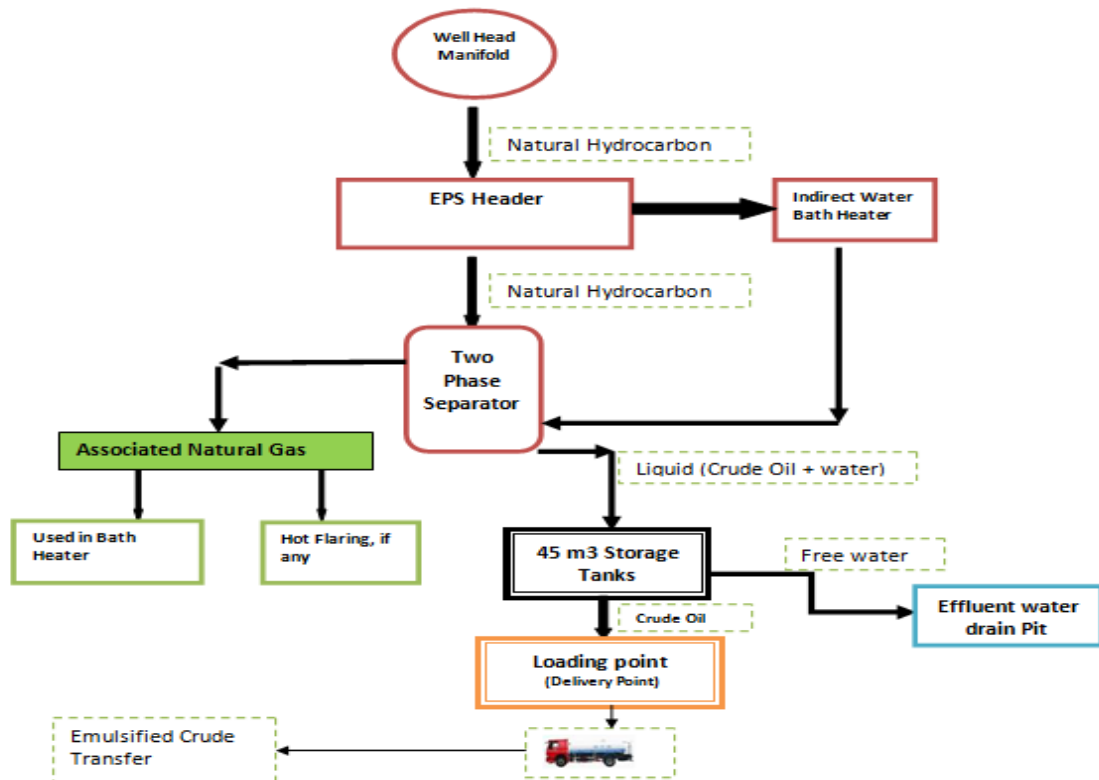 Well Head
Manifold
Natural Hydrocarbon
EPS Header
Indirect Water
Bath Heater
Natural Hydrocarbon
Two
Phase
Separator
Associated Natural Gas
Liquid (Crude Oil + water)
Used in Bath
Heater
Hot Flaring, if
any
45 m3 Storage
Tanks
Free water
Effluent water
drain Pit
Crude Oil
Loading point
(Delivery Point)
Emulsified Crude
Transfer